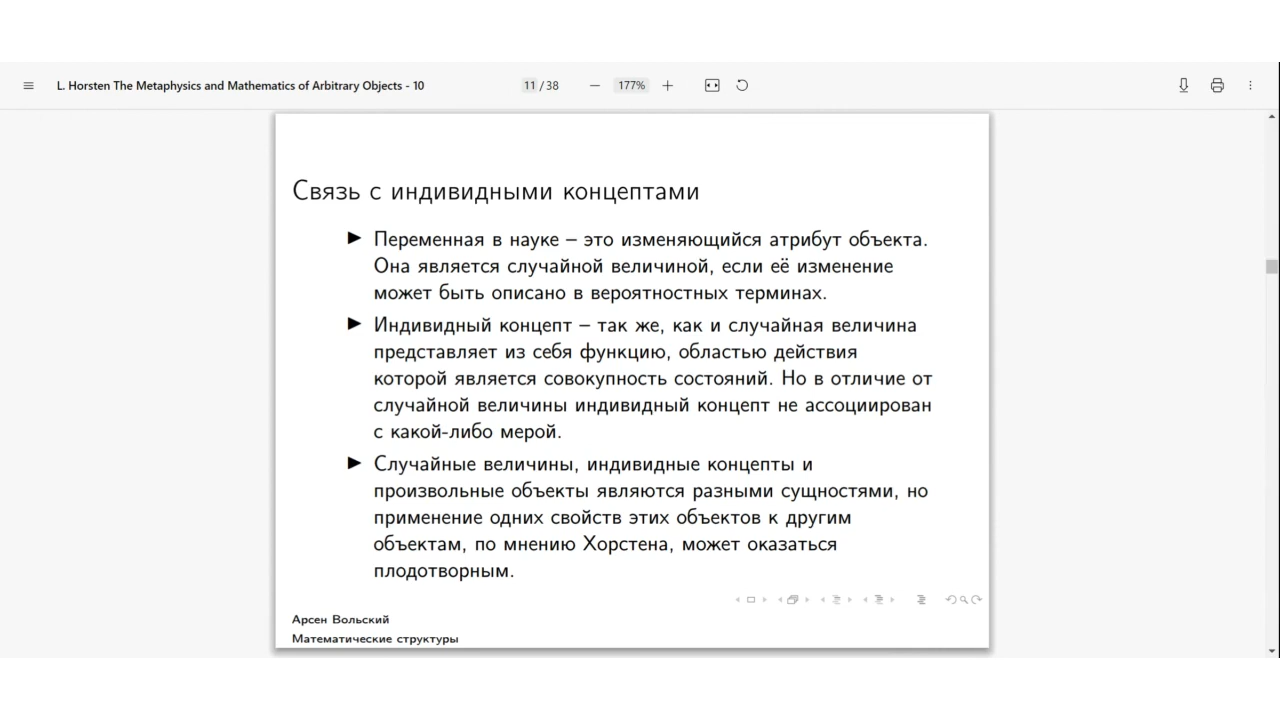 L. Horsten The Metaphysics and Mathematics of Arbitrary Objects - 10
11 / 38
177%
Связь с индивидными концептами
Переменная в науке – это изменяющийся атрибут объекта.
Она является случайной величиной, если её изменение
может быть описано в вероятностных терминах.
Индивидный концепт – так же, как и случайная величина
представляет из себя функцию, областью действия
которой является совокупность состояний. Но в отличие от
случайной величины индивидный концепт не ассоциирован
с какой-либо мерой.
Случайные величины, индивидные концепты и
произвольные объекты являются разными сущностями, но
применение одних свойств этих объектов к другим
объектам, по мнению Хорстена, может оказаться
плодотворным.
Арсен Вольский
Математические структуры